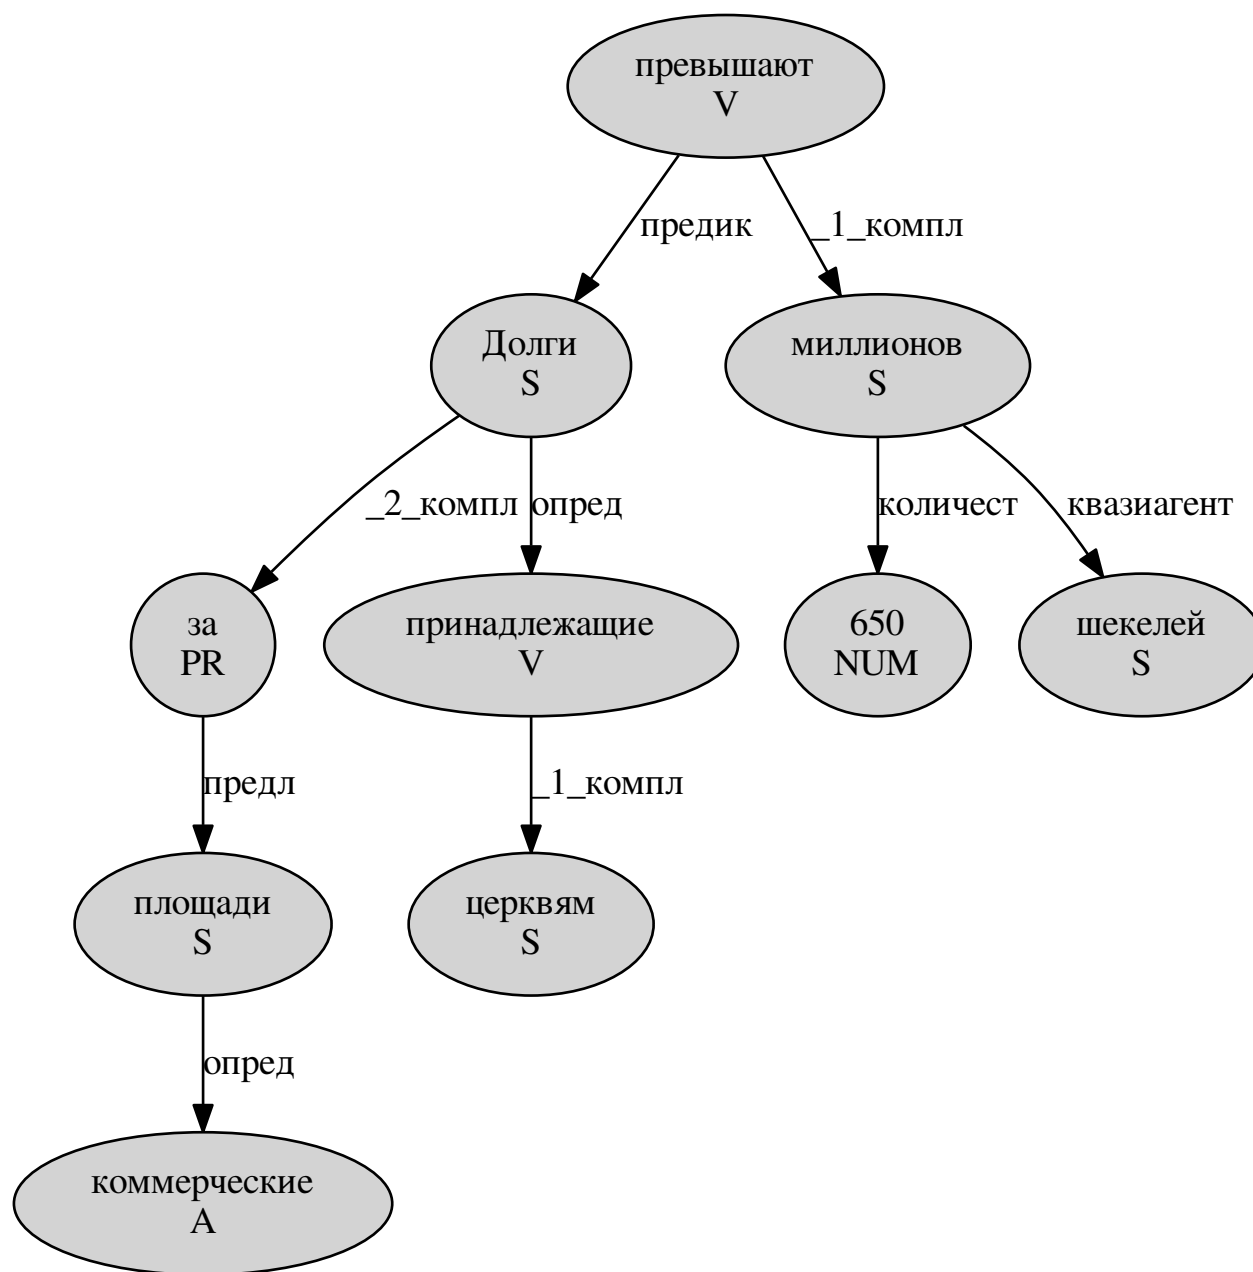 превышают
V
предик
_1_компл
Долги
S
миллионов
S
_2_компл
опред
количест
квазиагент
за
PR
принадлежащие
V
650
NUM
шекелей
S
предл
_1_компл
площади
S
церквям
S
опред
коммерческие
A